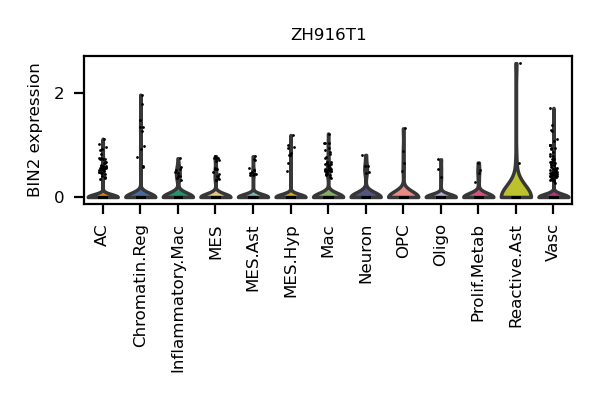 ZH916T1
BIN2 expression
2
0
AC
Chromatin.Reg
Inflammatory.Mac
MES
MES.Ast
MES.Hyp
Mac
Neuron
OPC
Oligo
Prolif.Metab
Reactive.Ast
Vasc